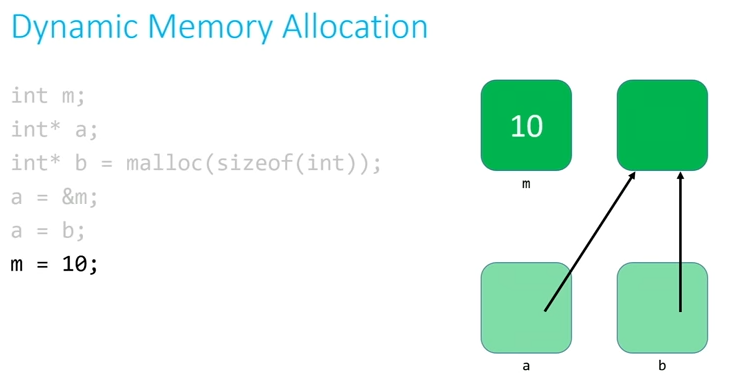 Dynamic Memory Allocation
int m;
int* a;
int* b = malloc(sizeof(int));
a = &m;
a = b;
m = 10;
10
m
a
b